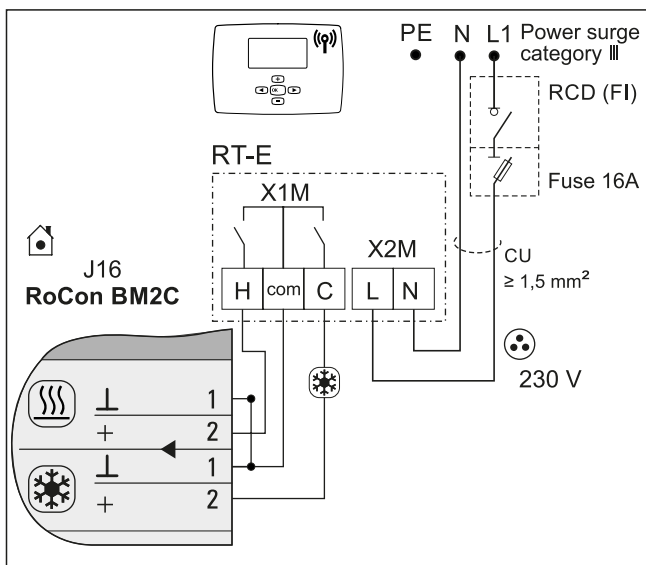 PE N L1 Power surge
category III
RCD (FI)
Fuse 16A
OK
RT-E
X1M
X2M
H com C L N
CU
≥ 1,5 mm²
230 V
J16
RoCon BM2C
⊥ 1
+ 2
⊥ 1
+ 2